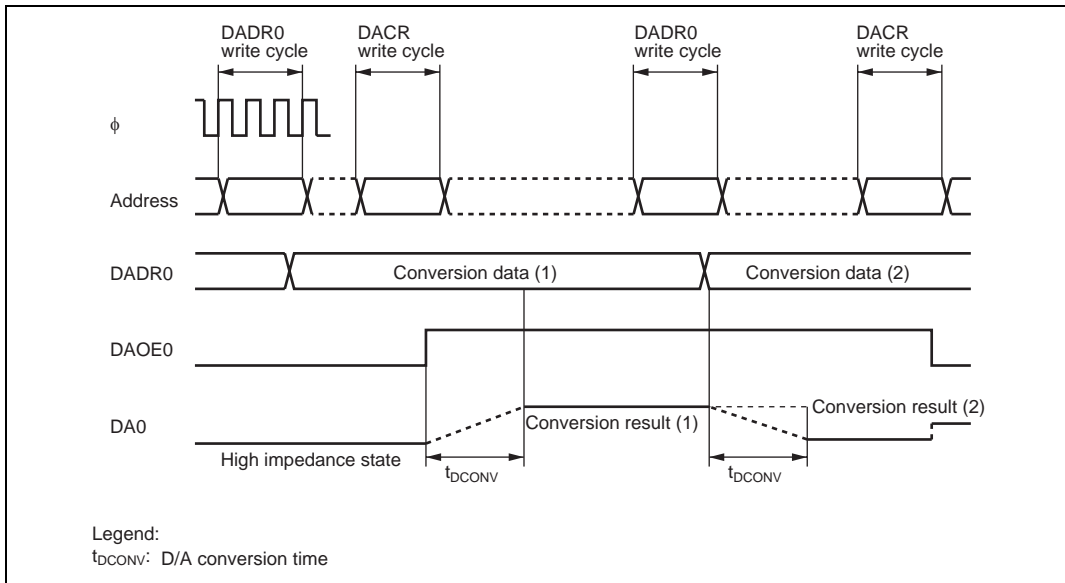 DADR0
write cycle
DACR
write cycle
DADR0
write cycle
DACR
write cycle
ϕ
Address
DADR0
Conversion data (1)
Conversion data (2)
DAOE0
DA0
Conversion result (1)
Conversion result (2)
High impedance state
tDCONV
tDCONV
Legend:
tDCONV: D/A conversion time